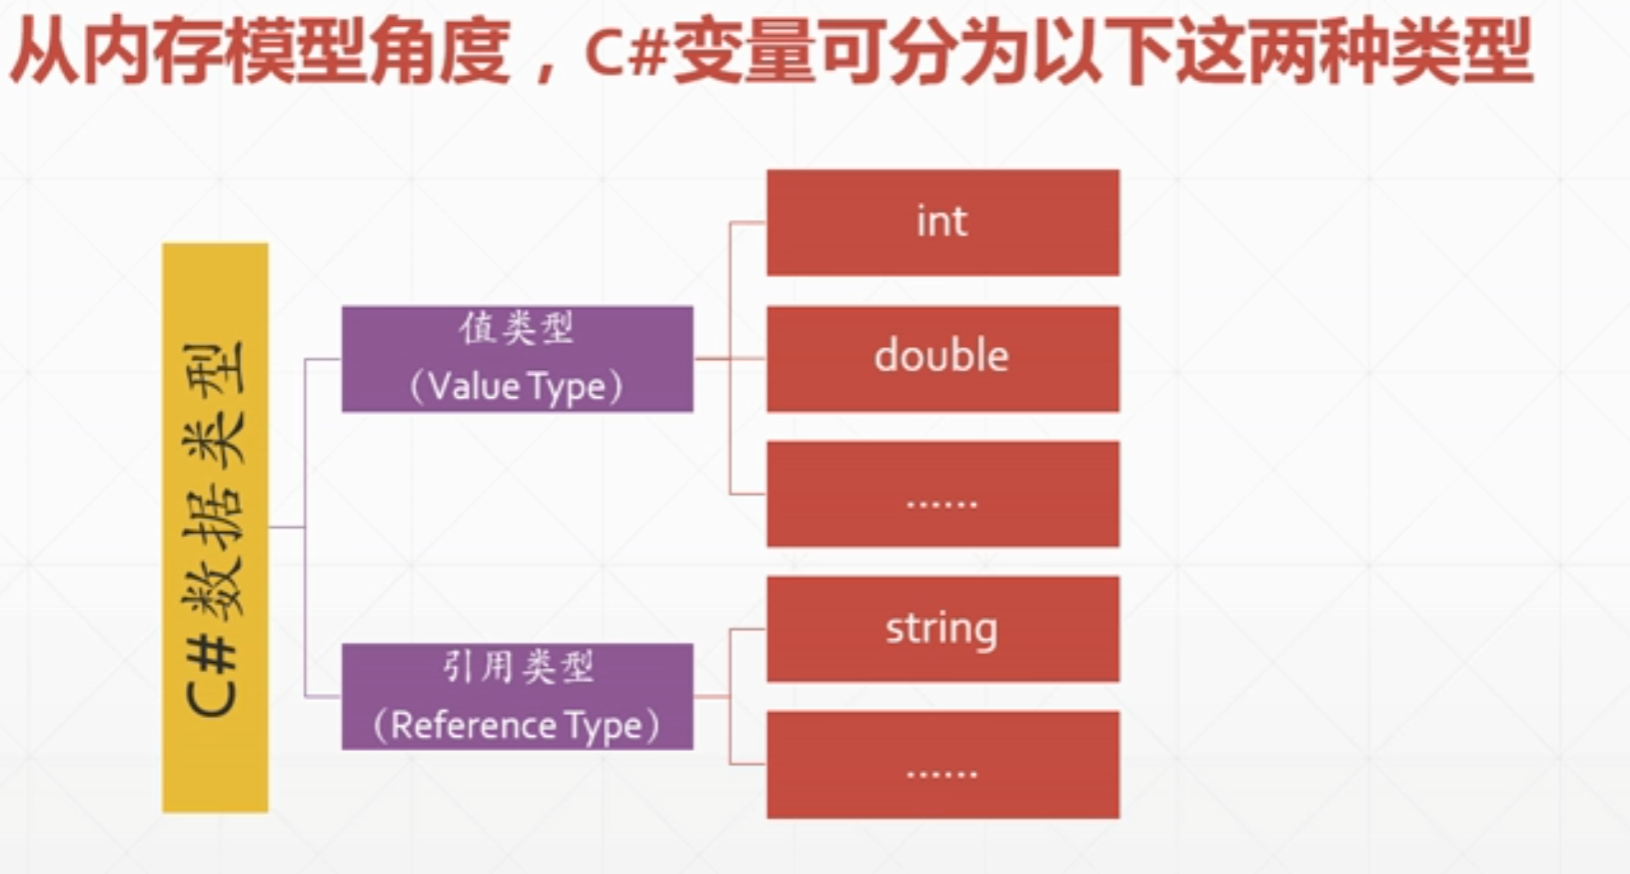 从内存模型角度，C#变量可分为以下这两种类型
C#数据类型
值类型
（Value Type）
int
double
......
引用类型
（Reference Type）
string
......